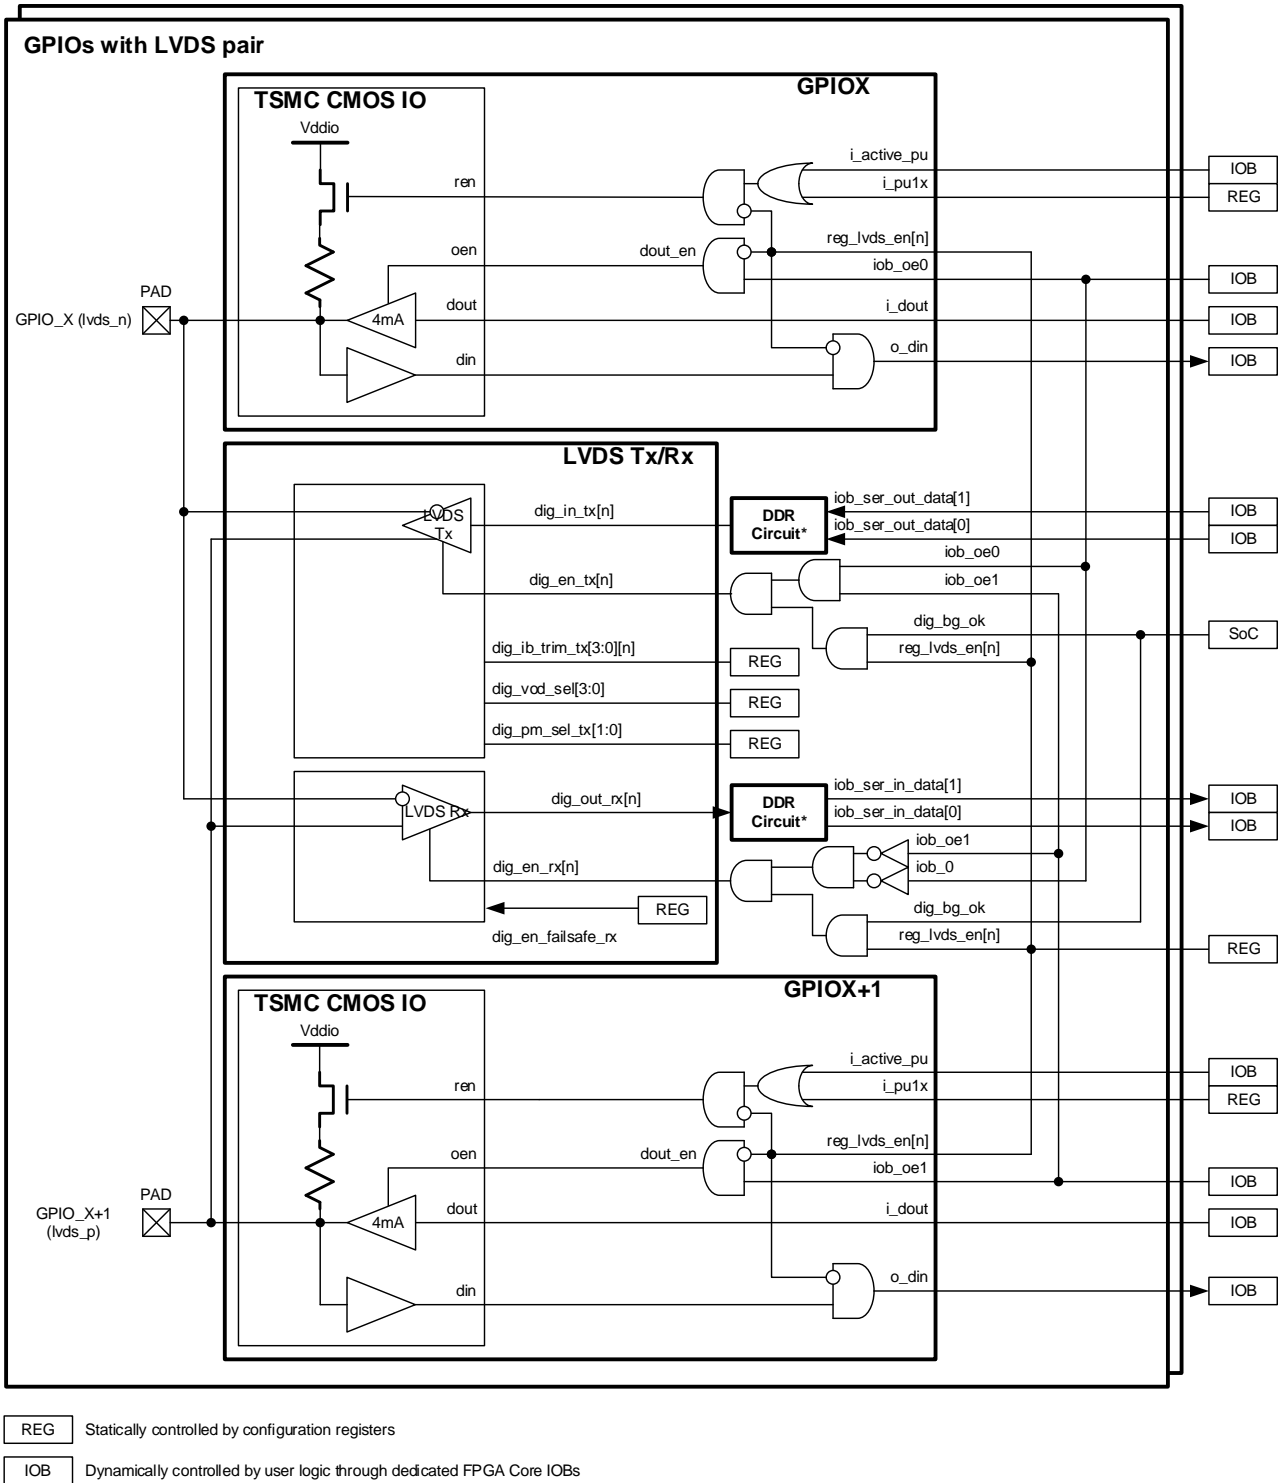 GPIOs with LVDS pair
GPIOX
TSMC CMOS IO
Vddio
i_active_pu
IOB
ren
i_pu1x
REG
reg_lvds_en[n]
oen
dout_en
iob_oe0
IOB
PAD
GPIO_X (lvds_n)
4mA
dout
i_dout
IOB
din
o_din
IOB
LVDS Tx/Rx
LVDS
Tx
dig_in_tx[n]
DDR
Circuit*
iob_ser_out_data[1]
IOB
iob_ser_out_data[0]
IOB
iob_oe0
dig_en_tx[n]
iob_oe1
dig_bg_ok
SoC
dig_ib_trim_tx[3:0][n]
REG
reg_lvds_en[n]
dig_vod_sel[3:0]
REG
dig_pm_sel_tx[1:0]
REG
LVDS Rx
dig_out_rx[n]
DDR
Circuit*
iob_ser_in_data[1]
IOB
iob_ser_in_data[0]
IOB
iob_oe1
dig_en_rx[n]
iob_0
REG
dig_bg_ok
dig_en_failsafe_rx
reg_lvds_en[n]
REG
GPIOX+1
TSMC CMOS IO
Vddio
i_active_pu
IOB
ren
i_pu1x
REG
reg_lvds_en[n]
oen
dout_en
iob_oe1
IOB
PAD
GPIO_X+1
(lvds_p)
4mA
dout
i_dout
IOB
din
o_din
IOB
REG Statically controlled by configuration registers
IOB Dynamically controlled by user logic through dedicated FPGA Core IOBs